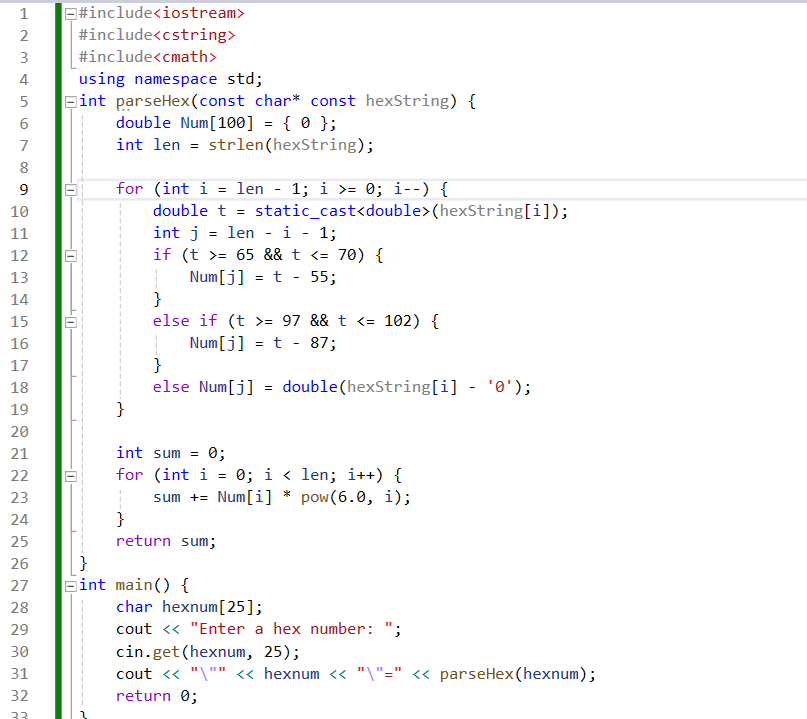 1 #include<iostream>
2 #include<cstring>
3 #include<cmath>
4 using namespace std;
5 int parseHex(const char* const hexString) {
6     double Num[100] = { 0 };
7     int len = strlen(hexString);
8
9     for (int i = len - 1; i >= 0; i--) {
10         double t = static_cast<double>(hexString[i]);
11         int j = len - i - 1;
12         if (t >= 65 && t <= 70) {
13             Num[j] = t - 55;
14         }
15         else if (t >= 97 && t <= 102) {
16             Num[j] = t - 87;
17         }
18         else Num[j] = double(hexString[i] - '0');
19     }
20
21     int sum = 0;
22     for (int i = 0; i < len; i++) {
23         sum += Num[i] * pow(6.0, i);
24     }
25     return sum;
26 }
27 int main() {
28     char hexnum[25];
29     cout << "Enter a hex number: ";
30     cin.get(hexnum, 25);
31     cout << "\"" << hexnum << "\"=" << parseHex(hexnum);
32     return 0;
33 }